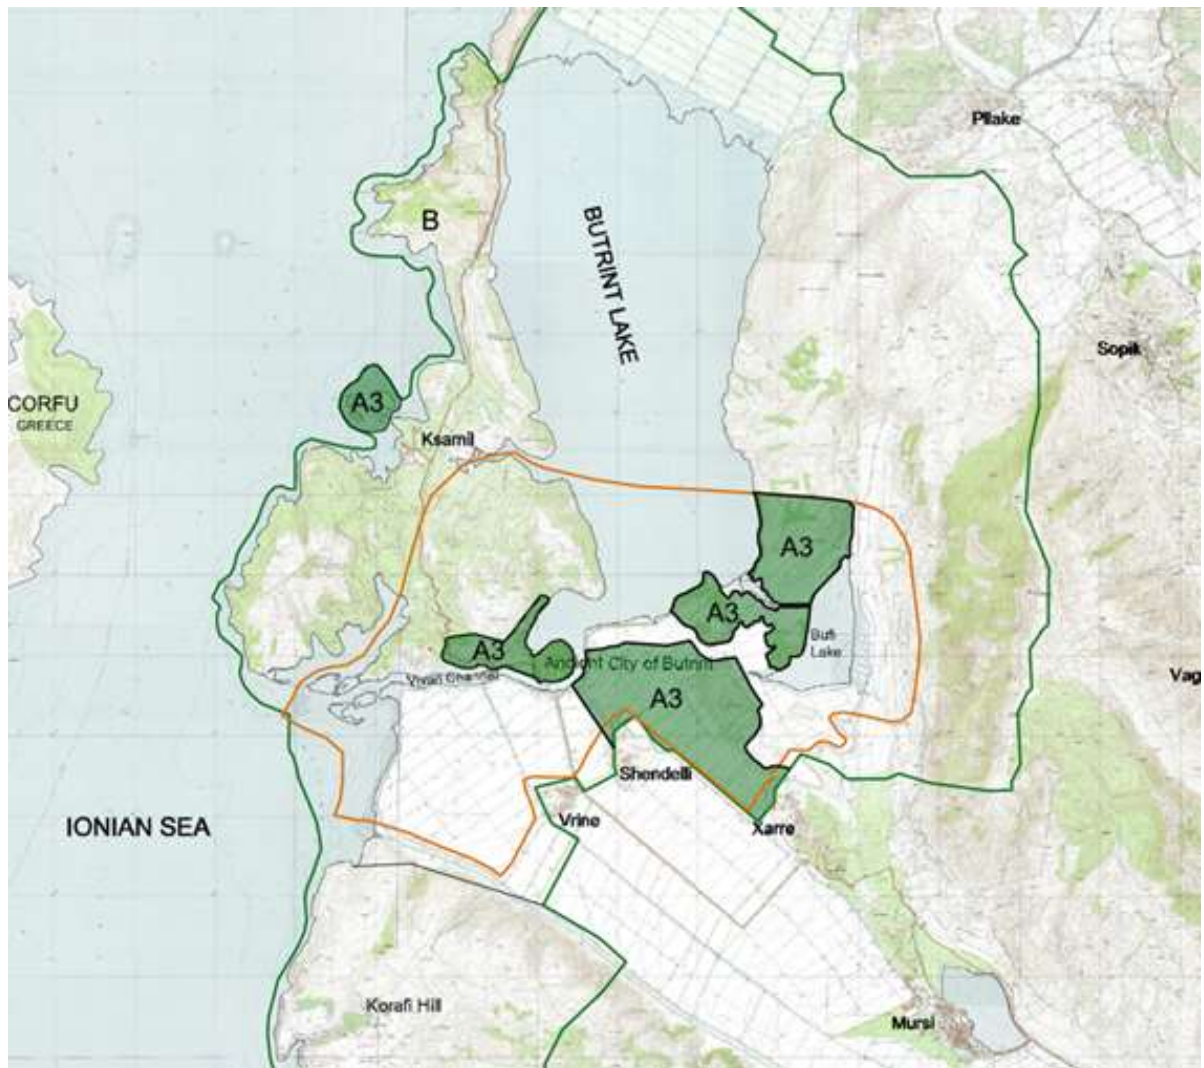 Pllake
B
BUTRINT LAKE
Sopik
A3
CORFU
GREECE
Ksamil
A3
A3
Bufi
Lake
A3
Ancient City of Butrint
Vivari Channel
Vag
A3
Shendelli
IONIAN SEA
Vrine
Xarre
Korafi Hill
Mursi